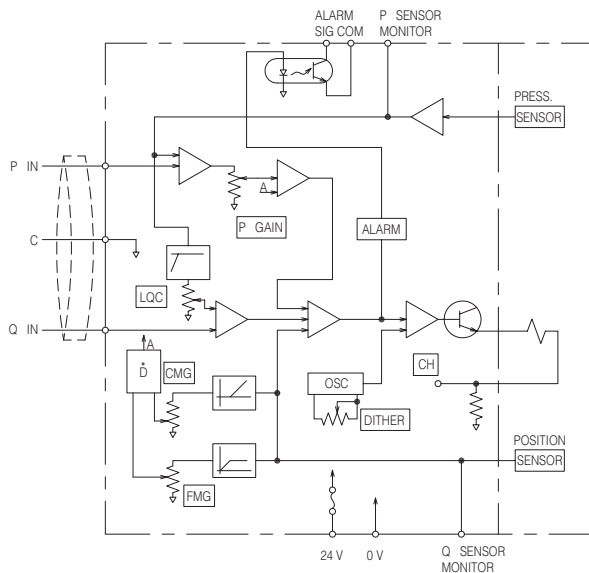 ALARM
SIG COM
P SENSOR
MONITOR
PRESS.
SENSOR
P IN
A
P GAIN
ALARM
C
LQC
Q IN
A
Ḋ
CMG
OSC
CH
DITHER
POSITION
SENSOR
FMG
24 V
0 V
Q SENSOR
MONITOR